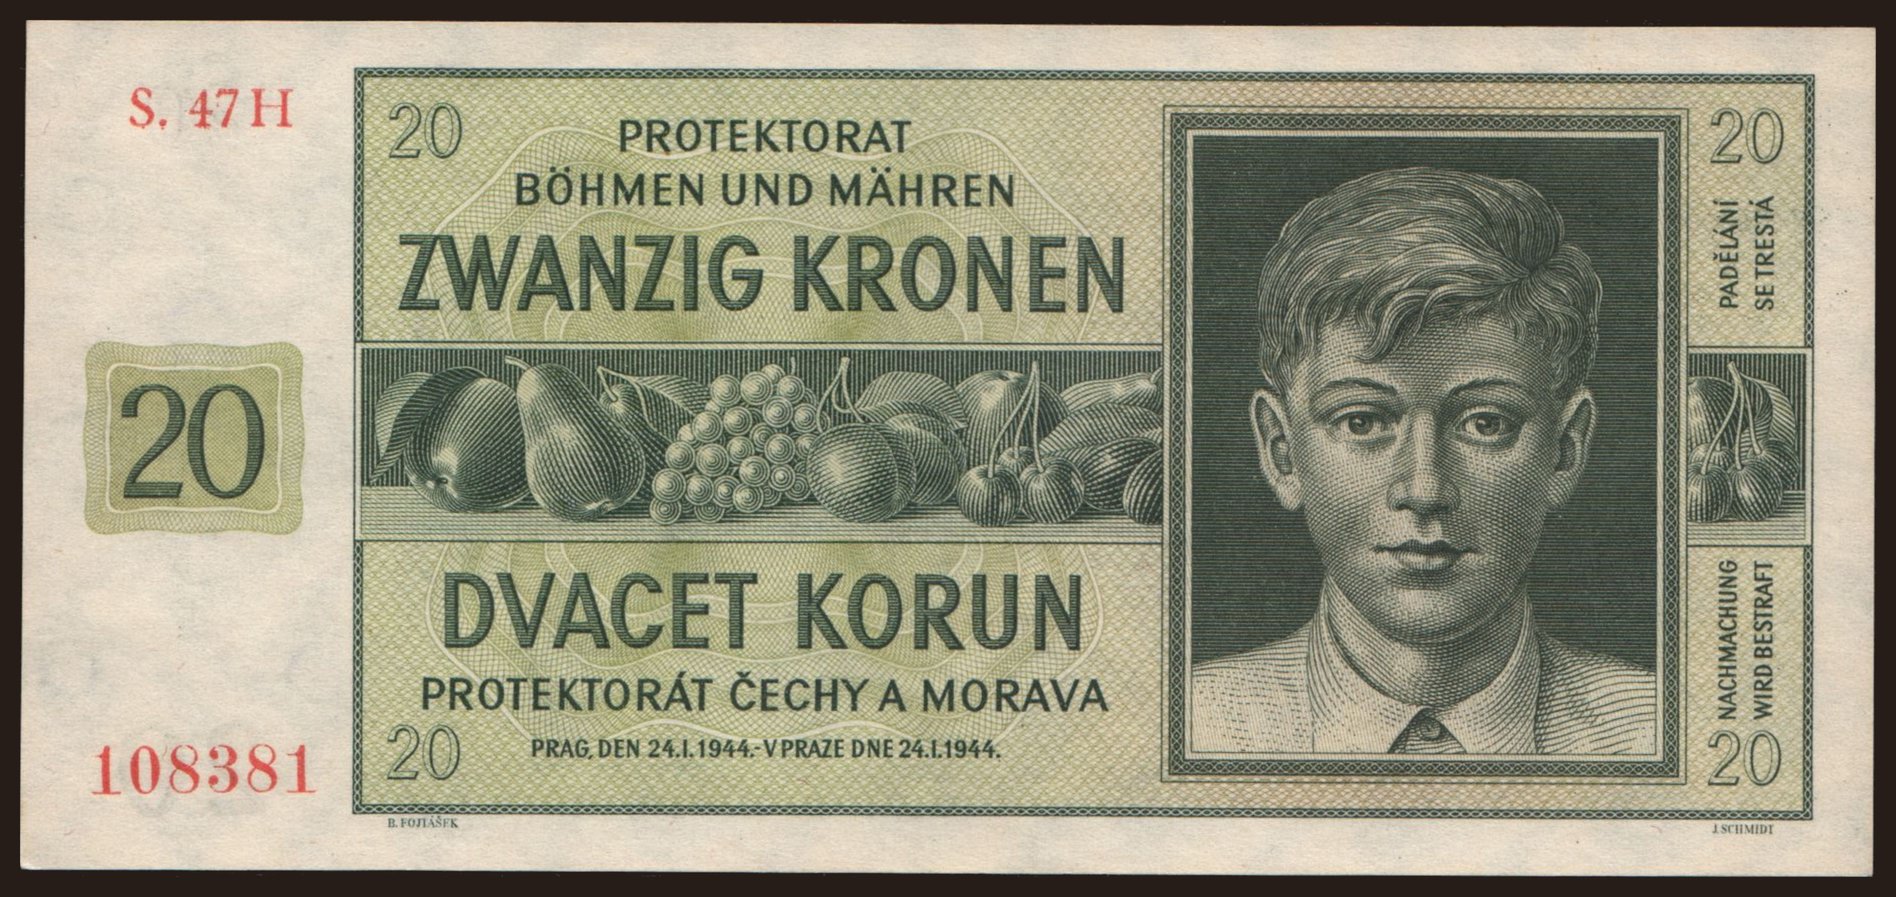 S. 47H
20
PROTEKTORAT
BÖHMEN UND MÄHREN
ZWANZIG KRONEN
20
PADĚLÁNÍ
SE TRESTÁ
20
DVACET KORUN
PROTEKTORÁT ČECHY A MORAVA
PRAG, DEN 24.I.1944.-V PRAZE DNE 24.I.1944.
20
108381
NACHMACHUNG
WIRD BESTRAFT
20
B. FOJTÁŠEK
J. SCHMIDT